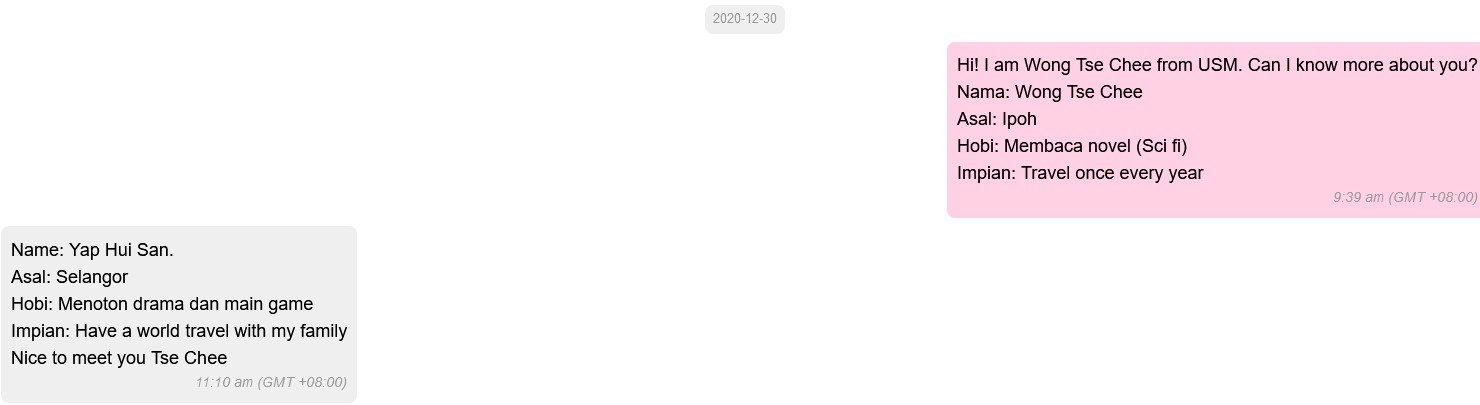 2020-12-30
Hi! I am Wong Tse Chee from USM. Can I know more about you?
Nama: Wong Tse Chee
Asal: Ipoh
Hobi: Membaca novel (Sci fi)
Impian: Travel once every year
9:39 am (GMT +08:00)
Name: Yap Hui San.
Asal: Selangor
Hobi: Menoton drama dan main game
Impian: Have a world travel with my family
Nice to meet you Tse Chee
11:10 am (GMT +08:00)